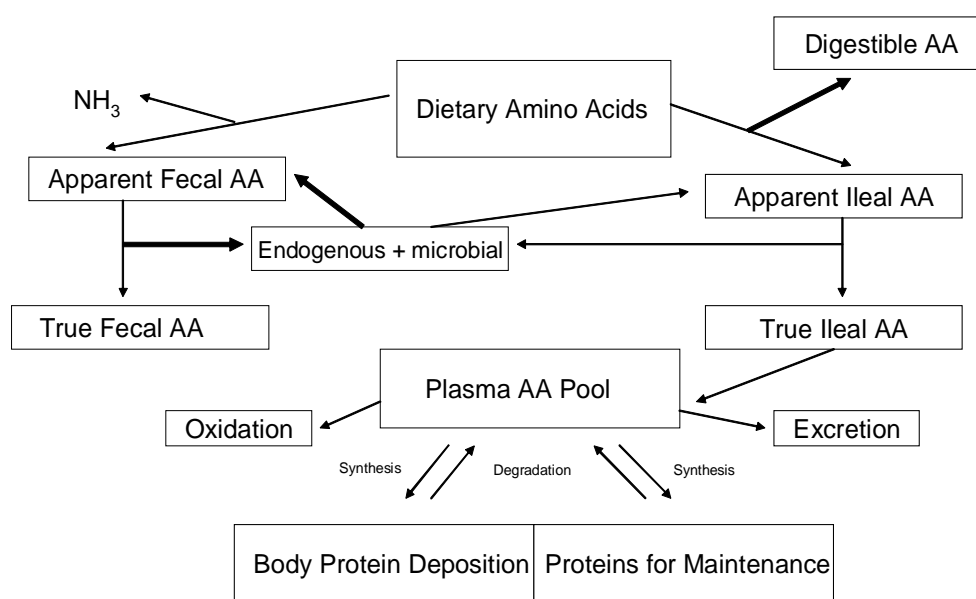 Digestible AA
NH3
Dietary Amino Acids
Apparent Fecal AA
Apparent Ileal AA
Endogenous + microbial
True Fecal AA
True Ileal AA
Plasma AA Pool
Oxidation
Excretion
Synthesis
Degradation
Synthesis
Body Protein Deposition
Proteins for Maintenance